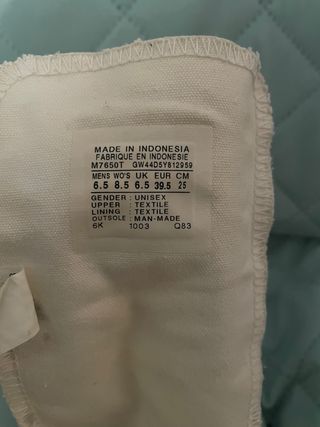 MADE IN INDONESIA
FABRIQUE EN INDONESIE
M7650T GW44D5Y812959
MENS WO'S UK EUR CM
6.5 8.5 6.5 39.5 25
GENDER : UNISEX
UPPER : TEXTILE
LINING : TEXTILE
OUTSOLE : MAN-MADE
6K 1003 Q83